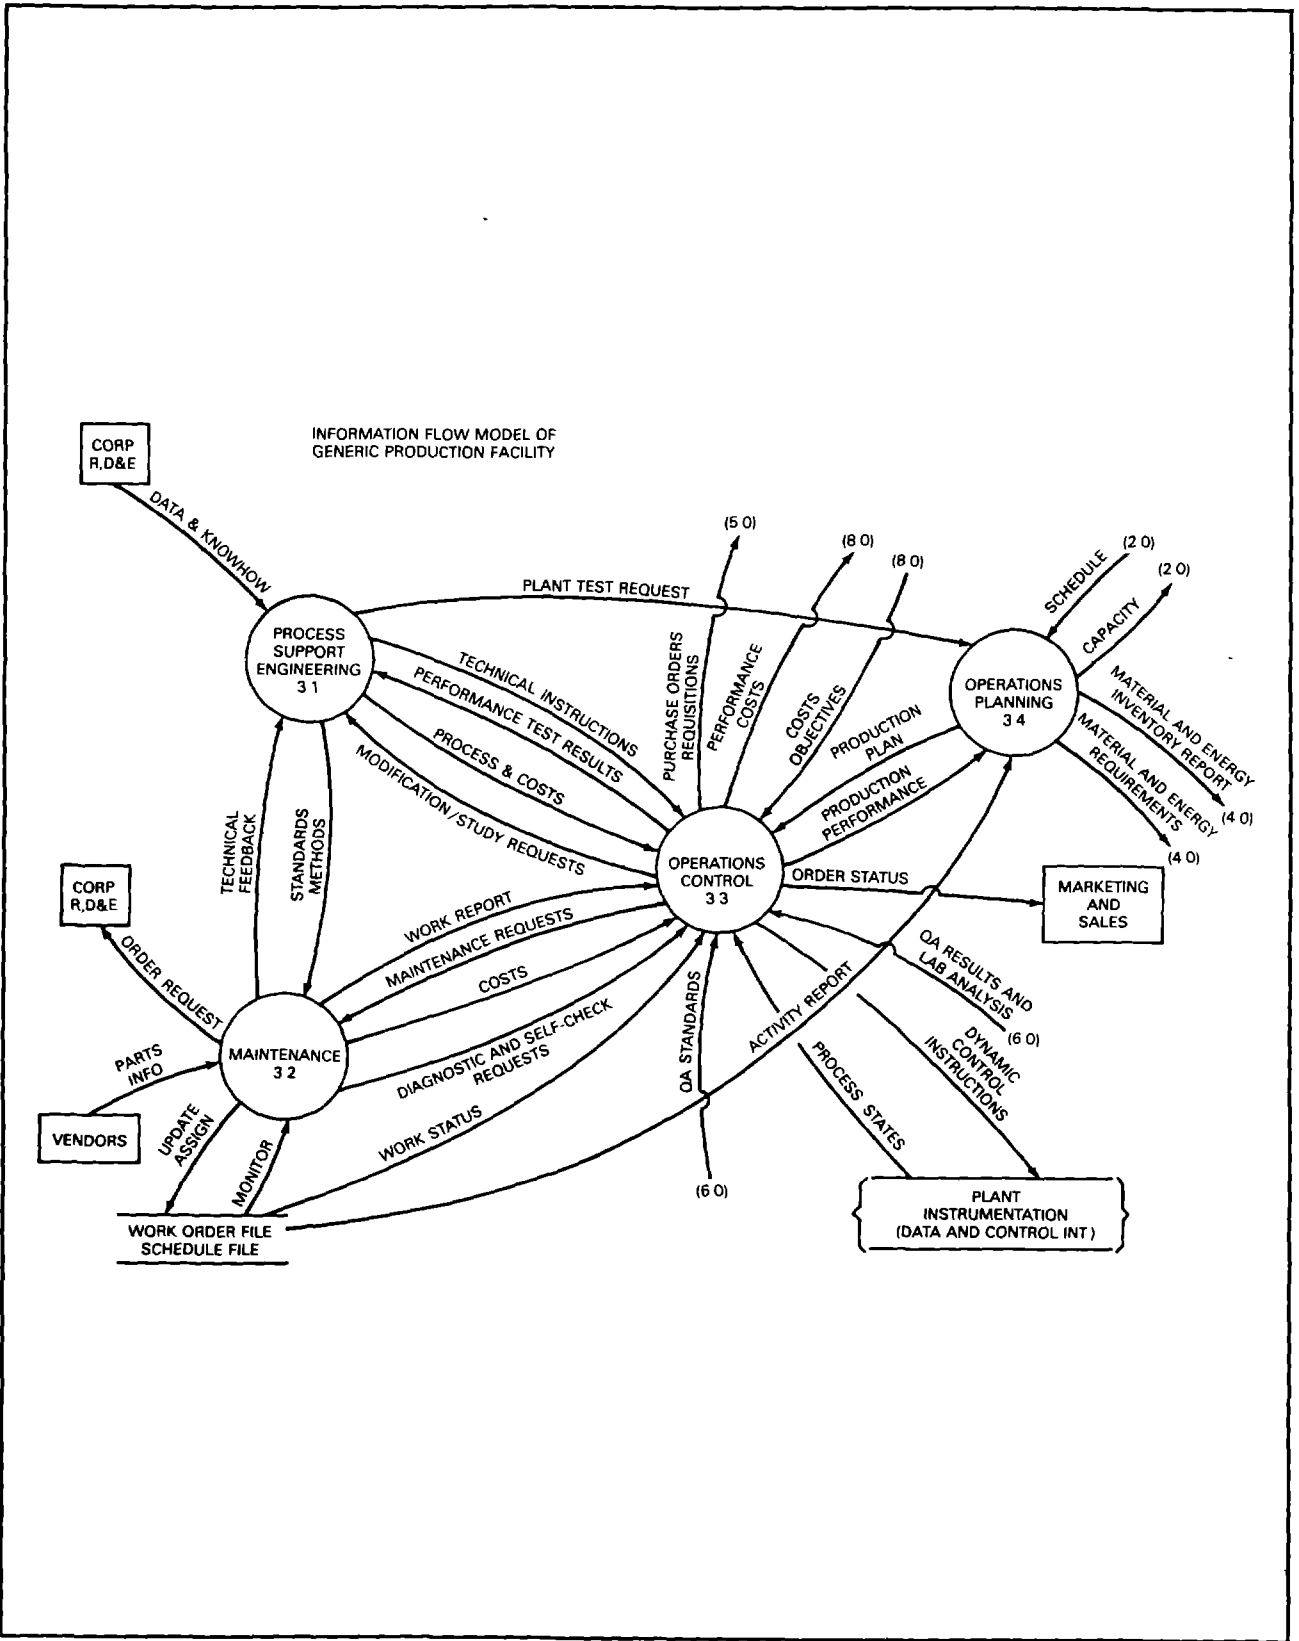 INFORMATION FLOW MODEL OF
GENERIC PRODUCTION FACILITY
CORP
R,D&E
DATA & KNOWHOW
(5 0)
(8 0)
(8 0)
(2 0)
(2 0)
SCHEDULE
CAPACITY
PLANT TEST REQUEST
PROCESS
SUPPORT
ENGINEERING
3 1
TECHNICAL INSTRUCTIONS
PERFORMANCE TEST RESULTS
PROCESS & COSTS
MODIFICATION/STUDY REQUESTS
PURCHASE ORDERS
REQUISITIONS
PERFORMANCE
COSTS
COSTS
OBJECTIVES
PRODUCTION
PLAN
PRODUCTION
PERFORMANCE
OPERATIONS
PLANNING
3 4
MATERIAL AND ENERGY
INVENTORY REPORT
(4 0)
MATERIAL AND ENERGY
REQUIREMENTS
(4 0)
TECHNICAL
FEEDBACK
STANDARDS
METHODS
OPERATIONS
CONTROL
3 3
ORDER STATUS
MARKETING
AND
SALES
CORP
R,D&E
ORDER REQUEST
WORK REPORT
MAINTENANCE REQUESTS
COSTS
DIAGNOSTIC AND SELF-CHECK
REQUESTS
WORK STATUS
QA STANDARDS
(6 0)
ACTIVITY REPORT
QA RESULTS AND
LAB ANALYSIS
(6 0)
DYNAMIC
CONTROL
INSTRUCTIONS
PROCESS STATES
MAINTENANCE
3 2
PARTS
INFO
VENDORS
UPDATE
ASSIGN
MONITOR
WORK ORDER FILE
SCHEDULE FILE
PLANT
INSTRUMENTATION
(DATA AND CONTROL INT )